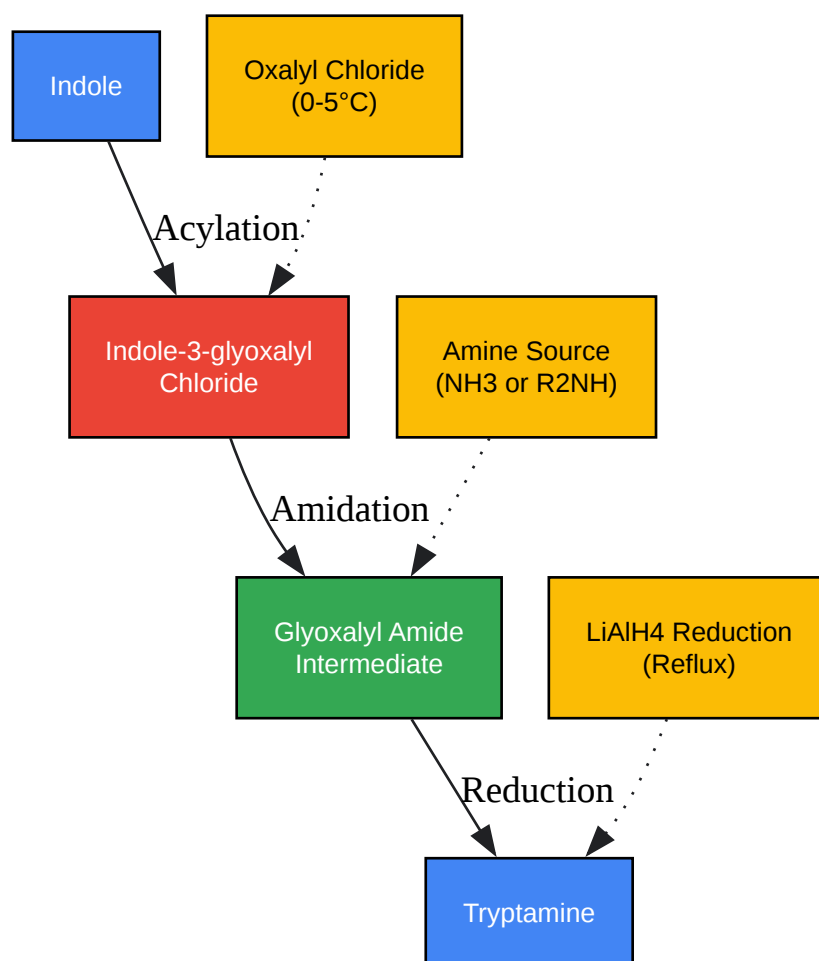 Indole
Oxalyl Chloride
(0-5°C)
Acylation
Indole-3-glyoxalyl
Chloride
Amine Source
(NH3 or R2NH)
Amidation
Glyoxalyl Amide
Intermediate
LiAlH4 Reduction
(Reflux)
Reduction
Tryptamine